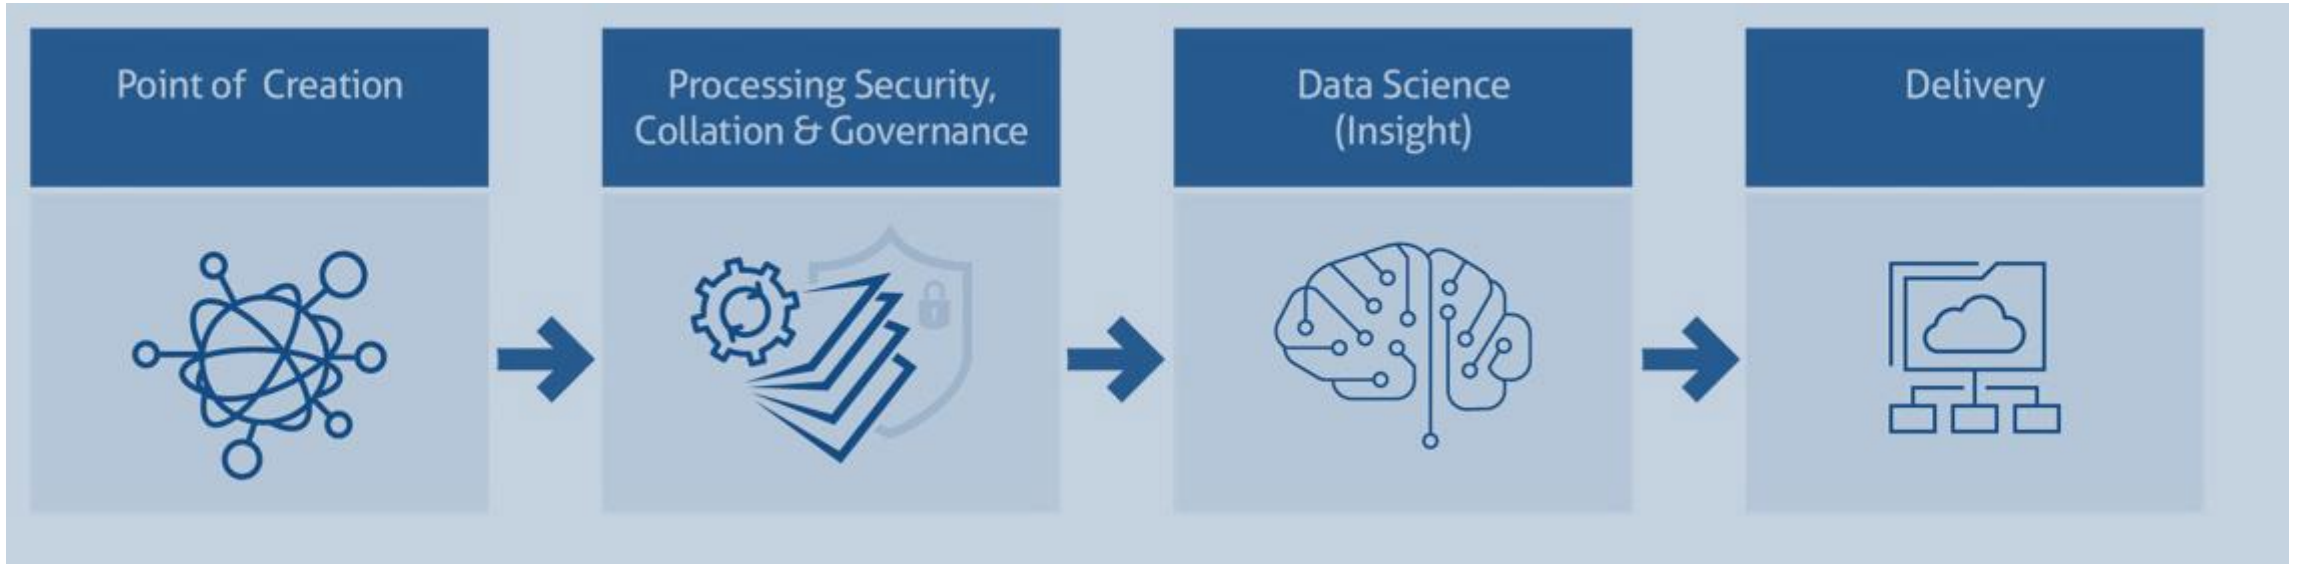 Point of Creation
Processing Security,
Collation & Governance
Data Science
(Insight)
Delivery